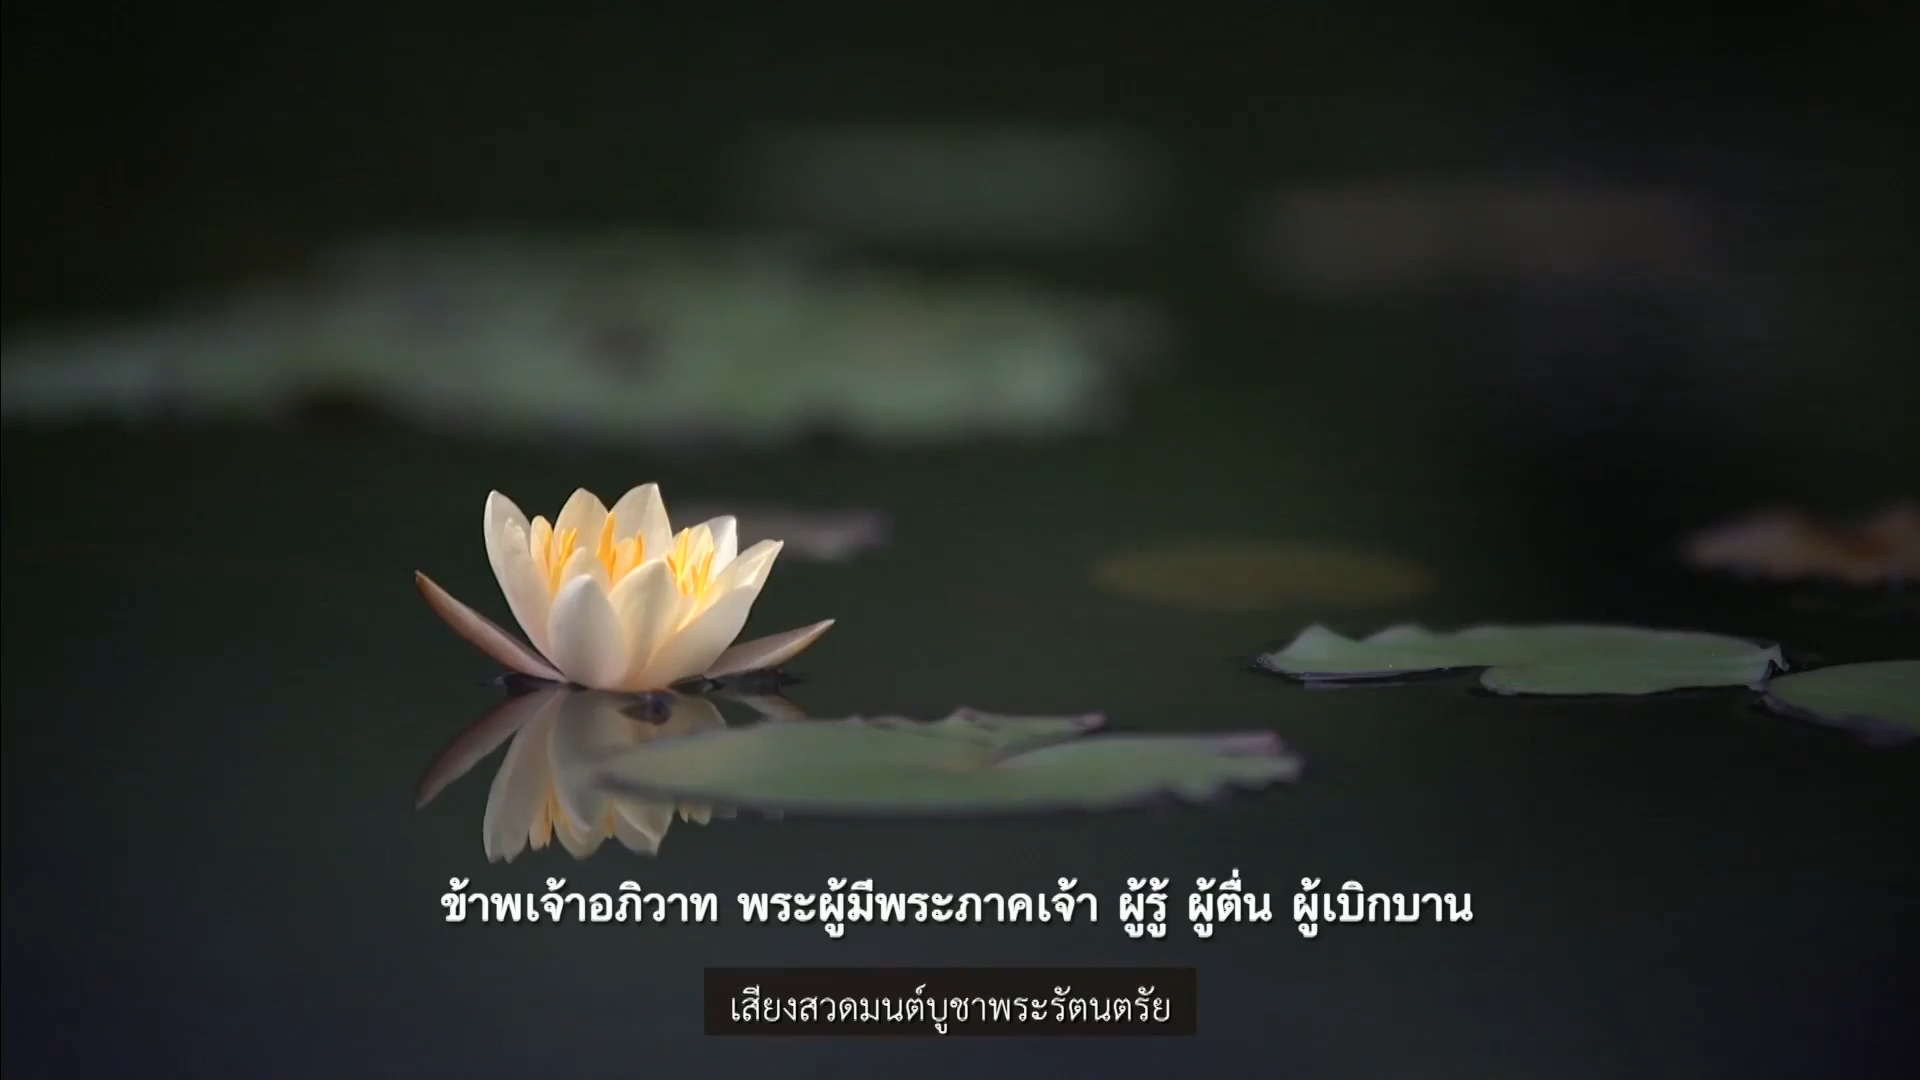 ข้าพเจ้าอภิวาท พระผู้มีพระภาคเจ้า ผู้รู้ ผู้ตื่น ผู้เบิกบาน
เสียงสวดมนต์บูชาพระรัตนตรัย